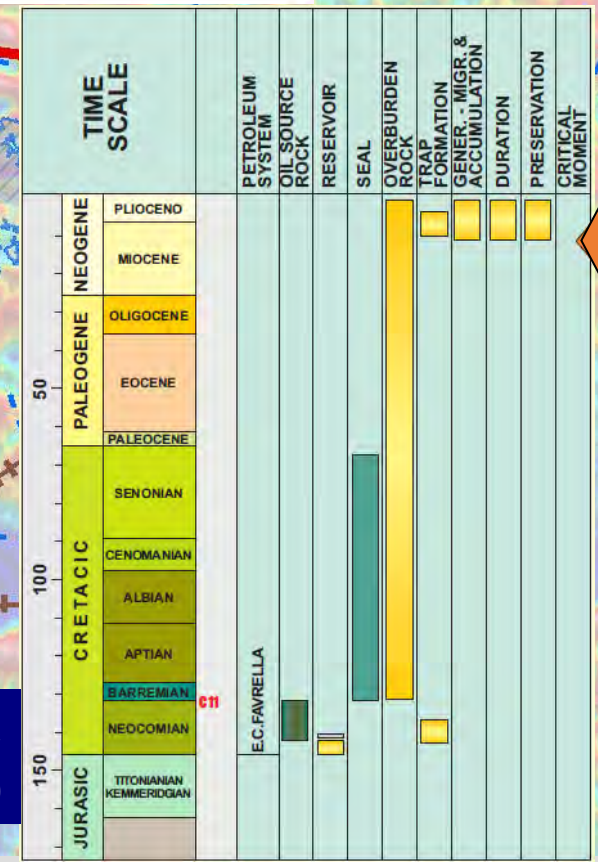 TIME
SCALE
PETROLEUM
SYSTEM
OIL SOURCE
ROCK
RESERVOIR
SEAL
OVERBURDEN
ROCK
TRAP
FORMATION
GENER. - MIGR. &
ACCUMULATION
DURATION
PRESERVATION
CRITICAL
MOMENT
NEOGENE
PLIOCENO
MIOCENE
PALEOGENE
OLIGOCENE
50
EOCENE
PALEOCENE
CRETACIC
SENONIAN
CENOMANIAN
100
ALBIAN
APTIAN
BARREMIAN
C11
NEOCOMIAN
E.C.FAVRELLA
150
JURASIC
TITONIANIAN
KEMMERIDGIAN